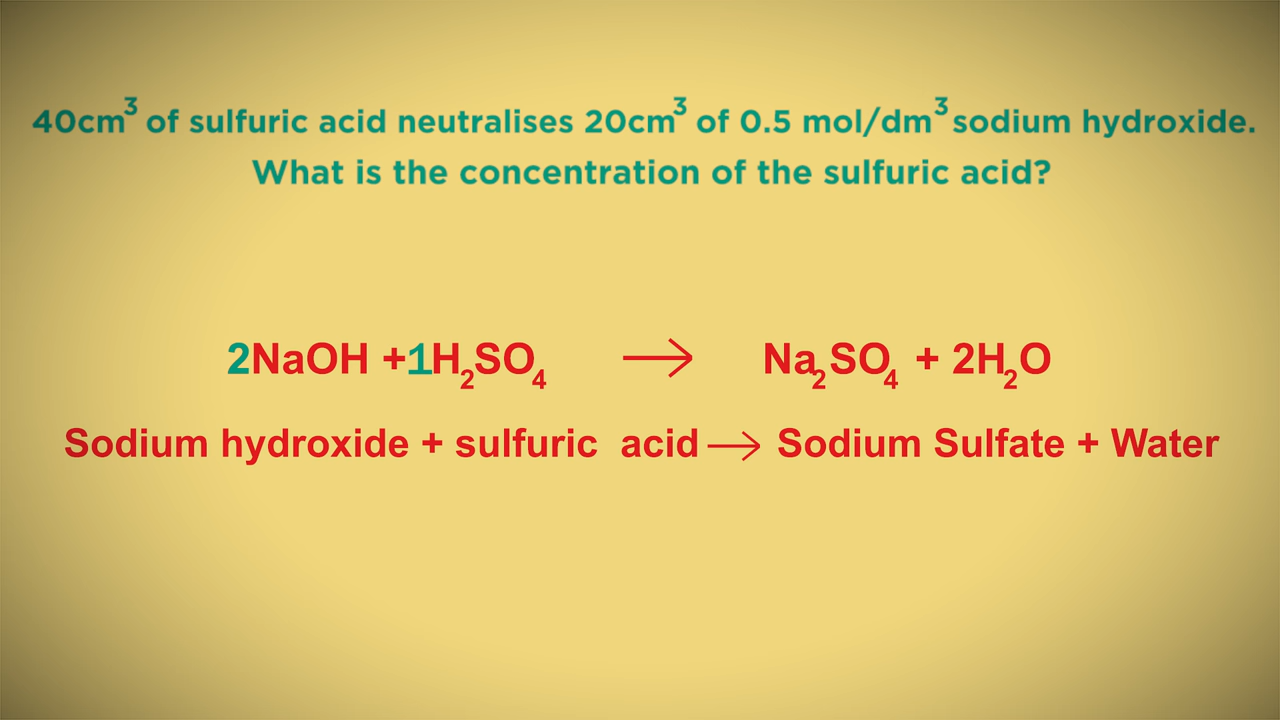 40cm³ of sulfuric acid neutralises 20cm³ of 0.5 mol/dm³ sodium hydroxide.
What is the concentration of the sulfuric acid?
2NaOH +1H₂SO₄ → Na₂SO₄ + 2H₂O
Sodium hydroxide + sulfuric acid → Sodium Sulfate + Water